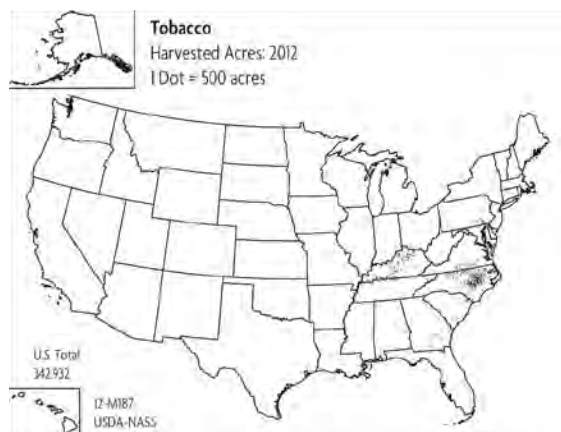 Tobacco
Harvested Acres: 2012
1 Dot = 500 acres
U.S. Total
342,932
12-M187
USDA-NASS